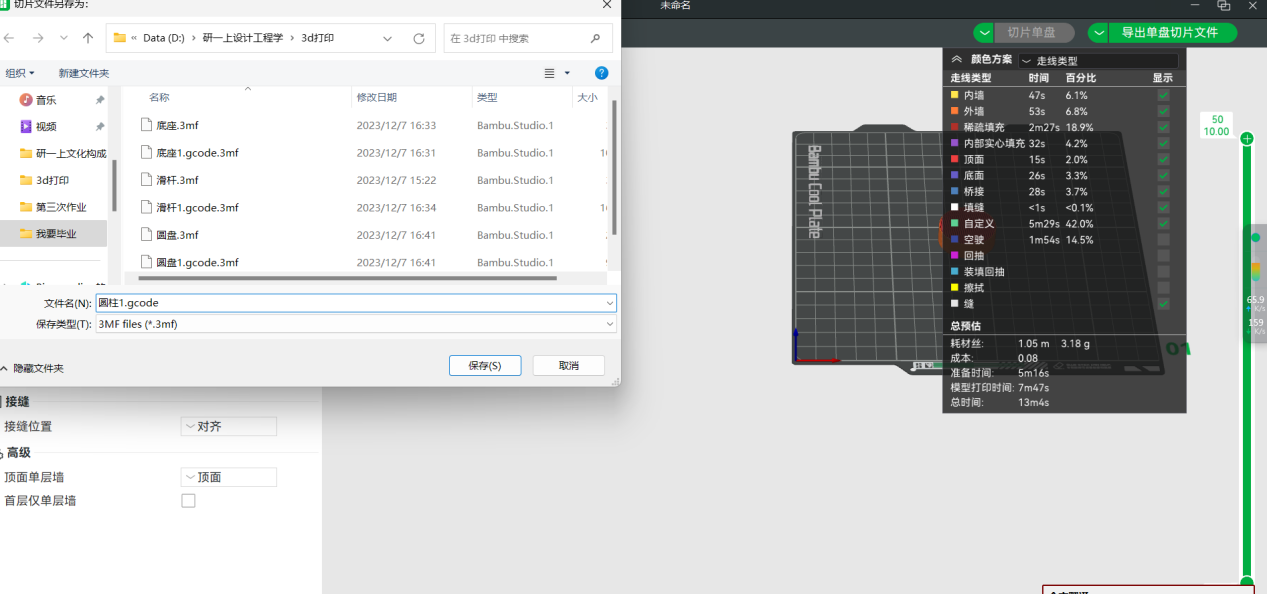 切片文件另存为:
未命名
« Data (D:) › 研一上设计工程学 › 3d打印
在 3d打印 中搜索
切片单盘
导出单盘切片文件
组织
新建文件夹
音乐
视频
研一上文化构成
3d打印
第三次作业
我要毕业
名称 修改日期 类型 大小
底座.3mf 2023/12/7 16:33 Bambu.Studio.1
底座1.gcode.3mf 2023/12/7 16:31 Bambu.Studio.1
滑杆.3mf 2023/12/7 15:22 Bambu.Studio.1
滑杆1.gcode.3mf 2023/12/7 16:34 Bambu.Studio.1
圆盘.3mf 2023/12/7 16:41 Bambu.Studio.1
圆盘1.gcode.3mf 2023/12/7 16:41 Bambu.Studio.1
文件名(N): 圆柱1.gcode
保存类型(T): 3MF files (*.3mf)
隐藏文件夹
保存(S)
取消
接缝
接缝位置 对齐
高级
顶面单层墙 顶面
首层仅单层墙
Bambu Cool Plate
01
颜色方案 走线类型
走线类型 时间 百分比 显示
内墙 47s 6.1%
外墙 53s 6.8%
稀疏填充 2m27s 18.9%
内部实心填充 32s 4.2%
顶面 15s 2.0%
底面 26s 3.3%
桥接 28s 3.7%
填缝 <1s <0.1%
自定义 5m29s 42.0%
空驶 1m54s 14.5%
回抽
装填回抽
擦拭
缝
总预估
耗材丝: 1.05 m 3.18 g
成本: 0.08
准备时间: 5m16s
模型打印时间: 7m47s
总时间: 13m4s
50
10.00
65.9
K/s
159
K/s